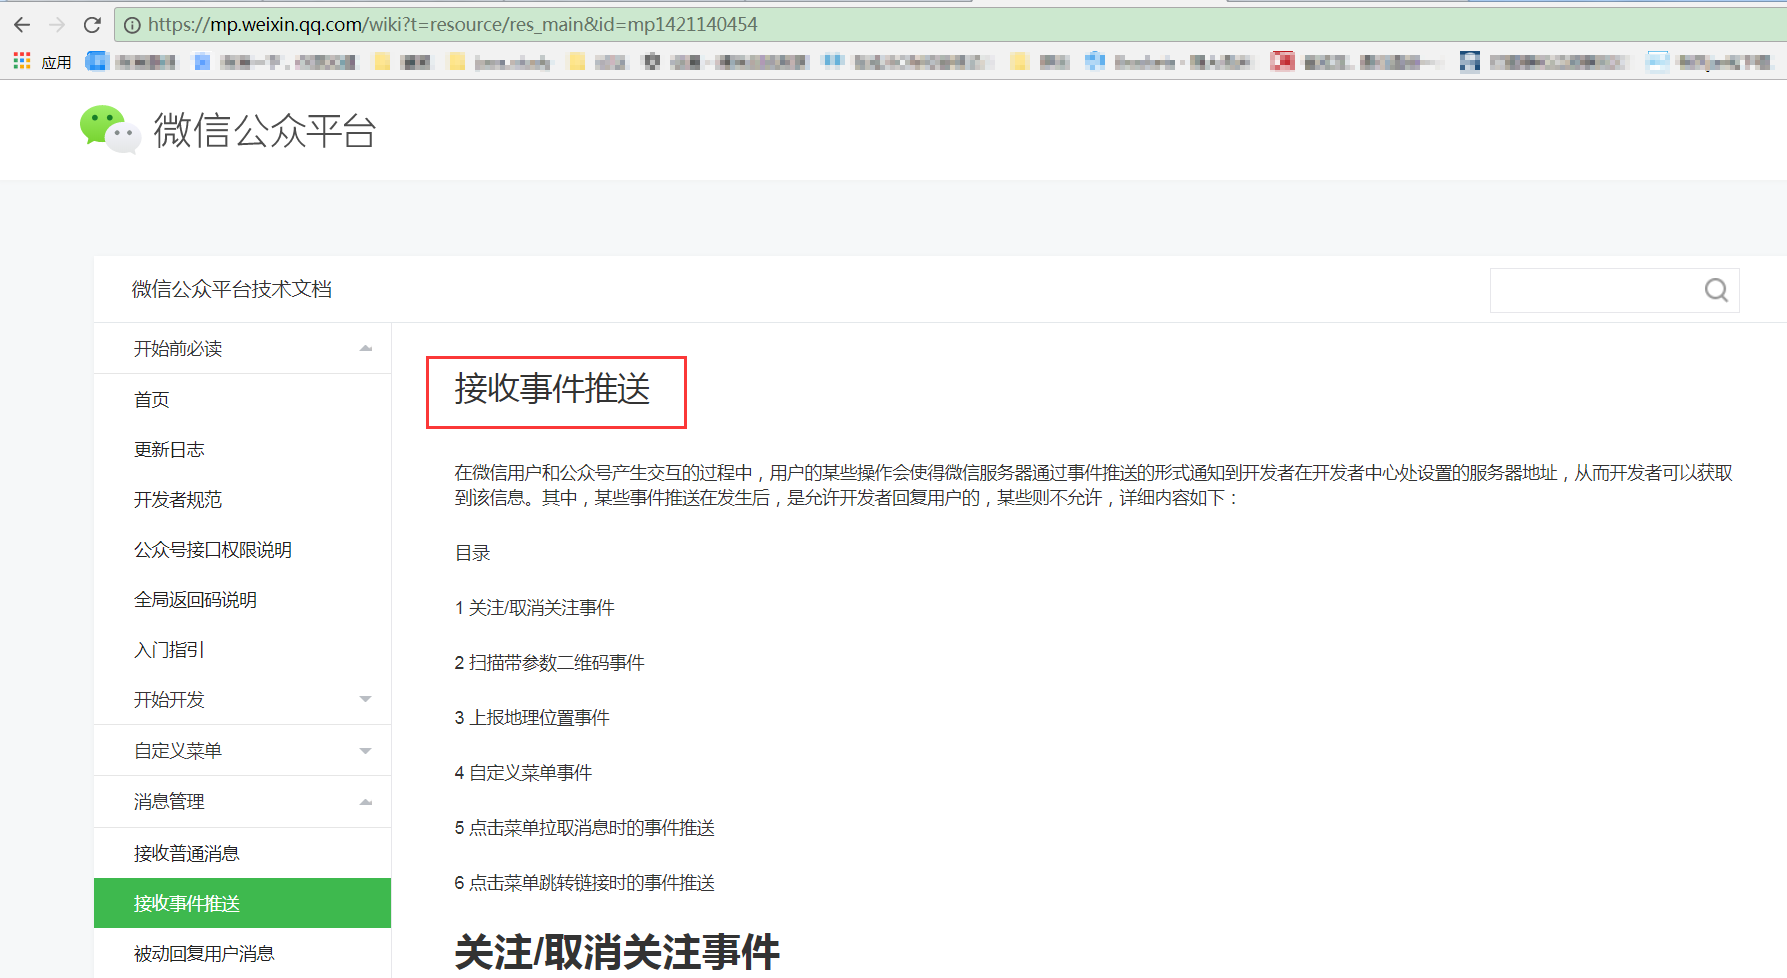 https://mp.weixin.qq.com/wiki?t=resource/res_main&id=mp1421140454
应用
微信公众平台
微信公众平台技术文档
开始前必读
首页
更新日志
开发者规范
公众号接口权限说明
全局返回码说明
入门指引
开始开发
自定义菜单
消息管理
接收普通消息
接收事件推送
被动回复用户消息
接收事件推送
在微信用户和公众号产生交互的过程中，用户的某些操作会使得微信服务器通过事件推送的形式通知到开发者在开发者中心处设置的服务器地址，从而开发者可以获取
到该信息。其中，某些事件推送在发生后，是允许开发者回复用户的，某些则不允许，详细内容如下：
目录
1 关注/取消关注事件
2 扫描带参数二维码事件
3 上报地理位置事件
4 自定义菜单事件
5 点击菜单拉取消息时的事件推送
6 点击菜单跳转链接时的事件推送
关注/取消关注事件